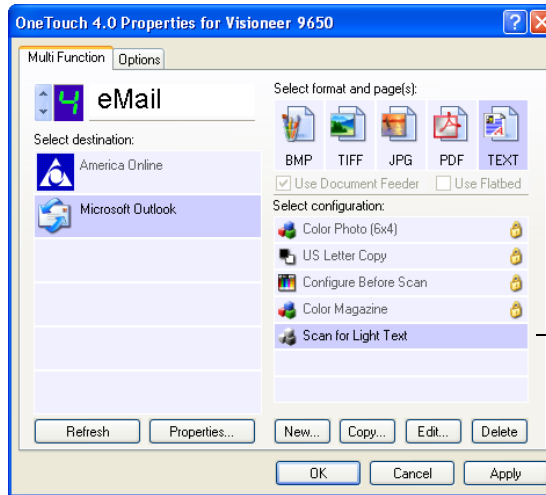 OneTouch 4.0 Properties for Visioneer 9650
Multi Function
Options
4 eMail
Select destination:
America Online
Microsoft Outlook
Refresh
Properties...
Select format and page(s):
BMP TIFF JPG PDF TEXT
Use Document Feeder Use Flatbed
Select configuration:
Color Photo (6x4)
US Letter Copy
Configure Before Scan
Color Magazine
Scan for Light Text
New... Copy... Edit... Delete
OK Cancel Apply